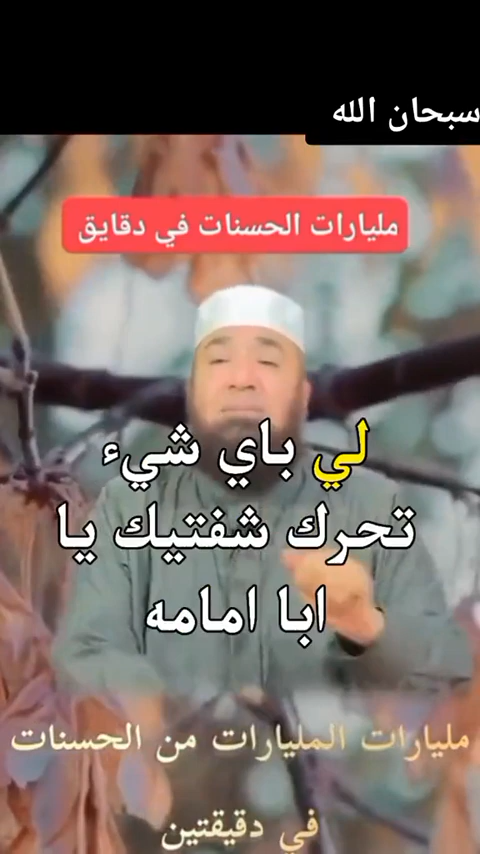 سبحان الله
مليارات الحسنات في دقايق
لي باي شيء
تحرك شفتيك يا
ابا امامه
مليارات المليارات من الحسنات
في دقيقتين